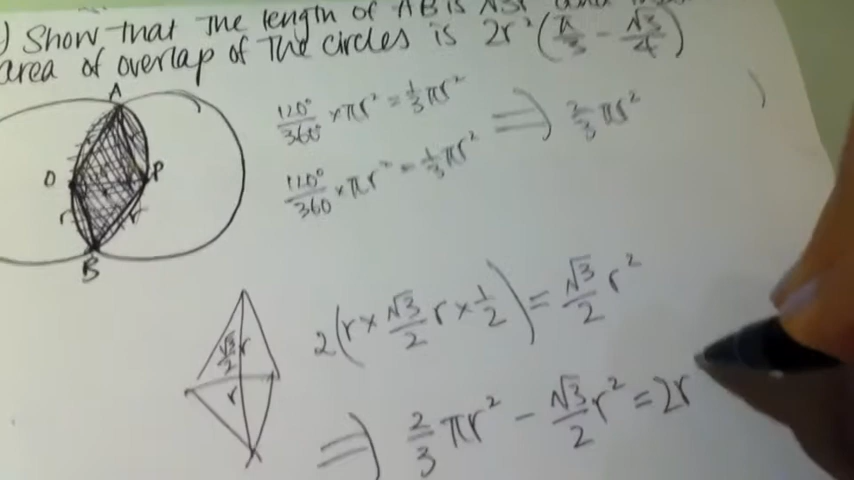 ) Show that the length of AB is √3r and
area of overlap of the circles is 2r²(π/3 - √3/4)
A
120°/360° × πr² = 1/3 πr²
⇒ 2/3 πr²
O
P
120°/360 × πr² = 1/3 πr²
r
r
B
√3/2 r
r
2(r × √3/2 r × 1/2) = √3/2 r²
⇒ 2/3 πr² - √3/2 r² = 2r